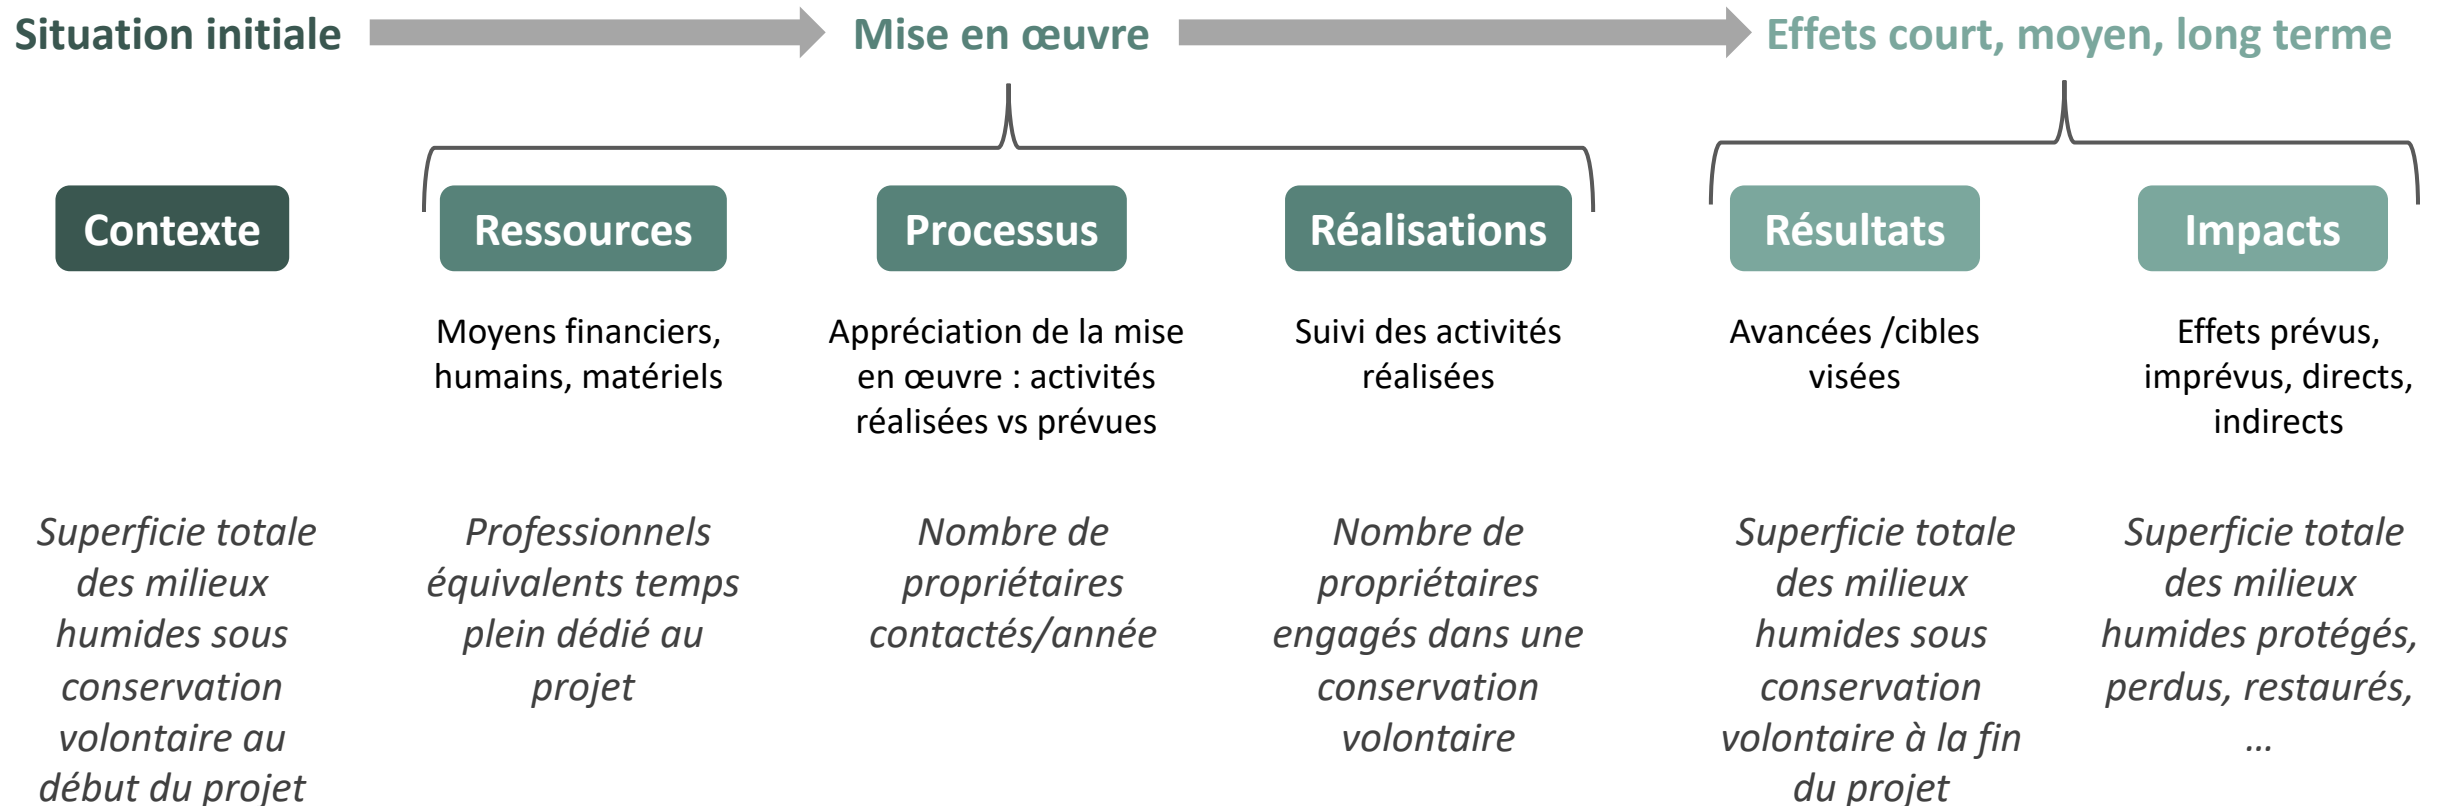 Situation initiale
Mise en œuvre
Effets court, moyen, long terme
Contexte
Ressources
Processus
Réalisations
Résultats
Impacts
Moyens financiers,
humains, matériels
Appréciation de la mise
en œuvre : activités
réalisées vs prévues
Suivi des activités
réalisées
Avancées /cibles
visées
Effets prévus,
imprévus, directs,
indirects
Superficie totale
des milieux
humides sous
conservation
volontaire au
début du projet
Professionnels
équivalents temps
plein dédié au
projet
Nombre de
propriétaires
contactés/année
Nombre de
propriétaires
engagés dans une
conservation
volontaire
Superficie totale
des milieux
humides sous
conservation
volontaire à la fin
du projet
Superficie totale
des milieux
humides protégés,
perdus, restaurés,
...